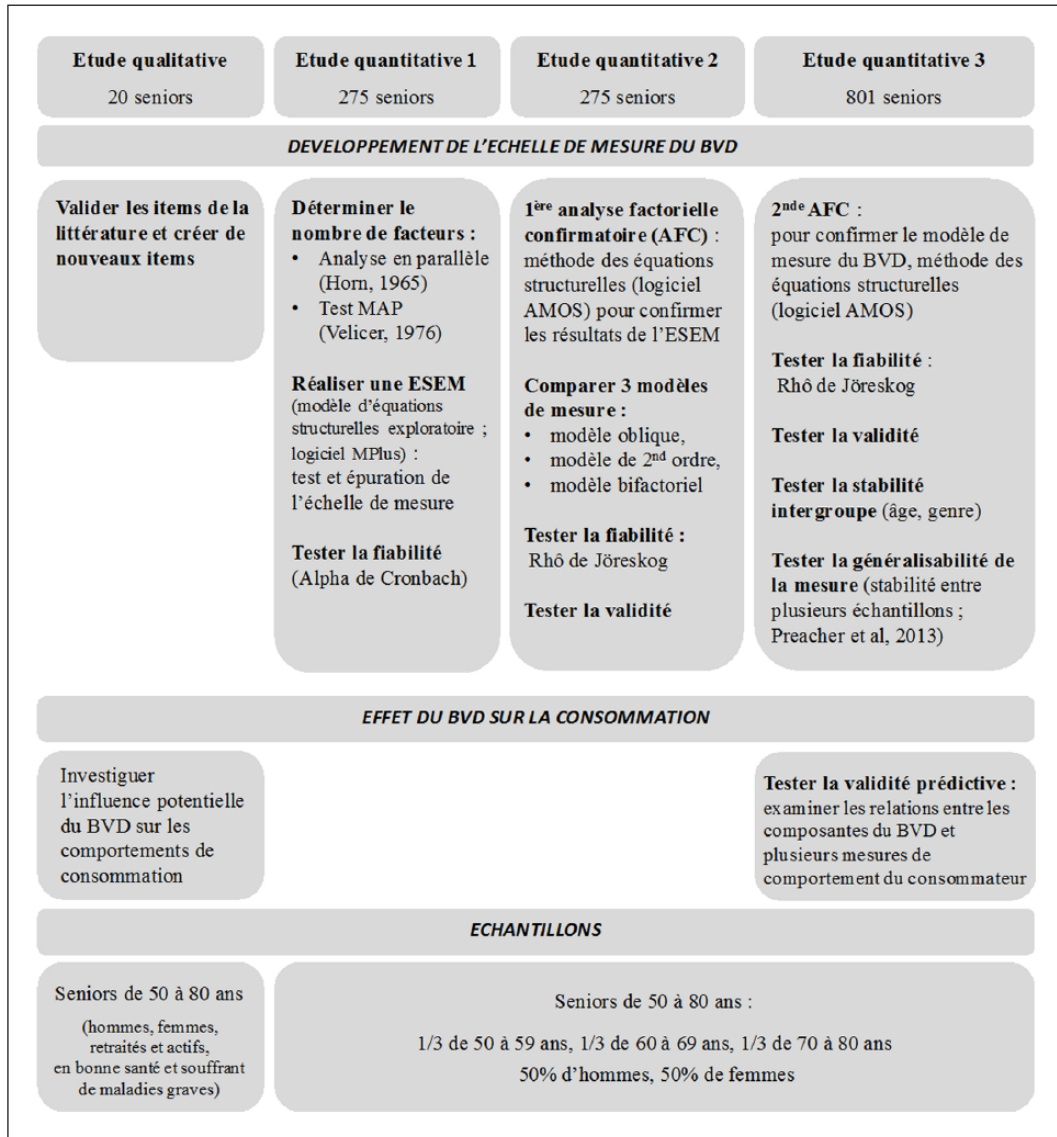 Etude qualitative
20 seniors
Etude quantitative 1
275 seniors
Etude quantitative 2
275 seniors
Etude quantitative 3
801 seniors
DEVELOPPEMENT DE L'ECHELLE DE MESURE DU BVD
Valider les items de la
littérature et créer de
nouveaux items
Déterminer le
nombre de facteurs :
• Analyse en parallèle
(Horn, 1965)
• Test MAP
(Velicer, 1976)
Réaliser une ESEM
(modèle d'équations
structurelles exploratoire ;
logiciel MPlus) :
test et épuration de
l'échelle de mesure
Tester la fiabilité
(Alpha de Cronbach)
1ère analyse factorielle
confirmatoire (AFC) :
méthode des équations
structurelles (logiciel
AMOS) pour confirmer
les résultats de l'ESEM
Comparer 3 modèles
de mesure :
• modèle oblique,
• modèle de 2nd ordre,
• modèle bifactoriel
Tester la fiabilité :
Rhô de Jöreskog
Tester la validité
2nde AFC :
pour confirmer le modèle de
mesure du BVD, méthode des
équations structurelles
(logiciel AMOS)
Tester la fiabilité :
Rhô de Jöreskog
Tester la validité
Tester la stabilité
intergroupe (âge, genre)
Tester la généralisabilité de
la mesure (stabilité entre
plusieurs échantillons ;
Preacher et al, 2013)
EFFET DU BVD SUR LA CONSOMMATION
Investiguer
l'influence potentielle
du BVD sur les
comportements de
consommation
Tester la validité prédictive :
examiner les relations entre les
composantes du BVD et
plusieurs mesures de
comportement du consommateur
ECHANTILLONS
Seniors de 50 à 80 ans
(hommes, femmes,
retraités et actifs,
en bonne santé et souffrant
de maladies graves)
Seniors de 50 à 80 ans :
1/3 de 50 à 59 ans, 1/3 de 60 à 69 ans, 1/3 de 70 à 80 ans
50% d'hommes, 50% de femmes